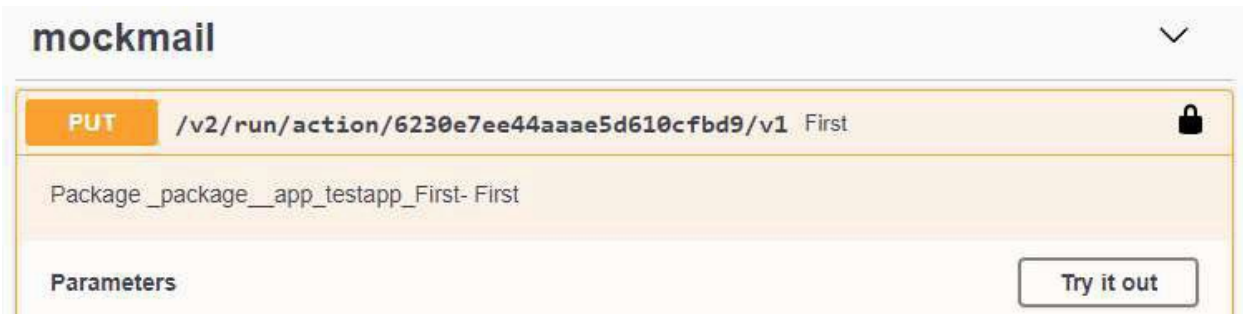 mockmail
PUT /v2/run/action/6230e7ee44aaae5d610cfbd9/v1 First
Package _package__app_testapp_First- First
Parameters Try it out